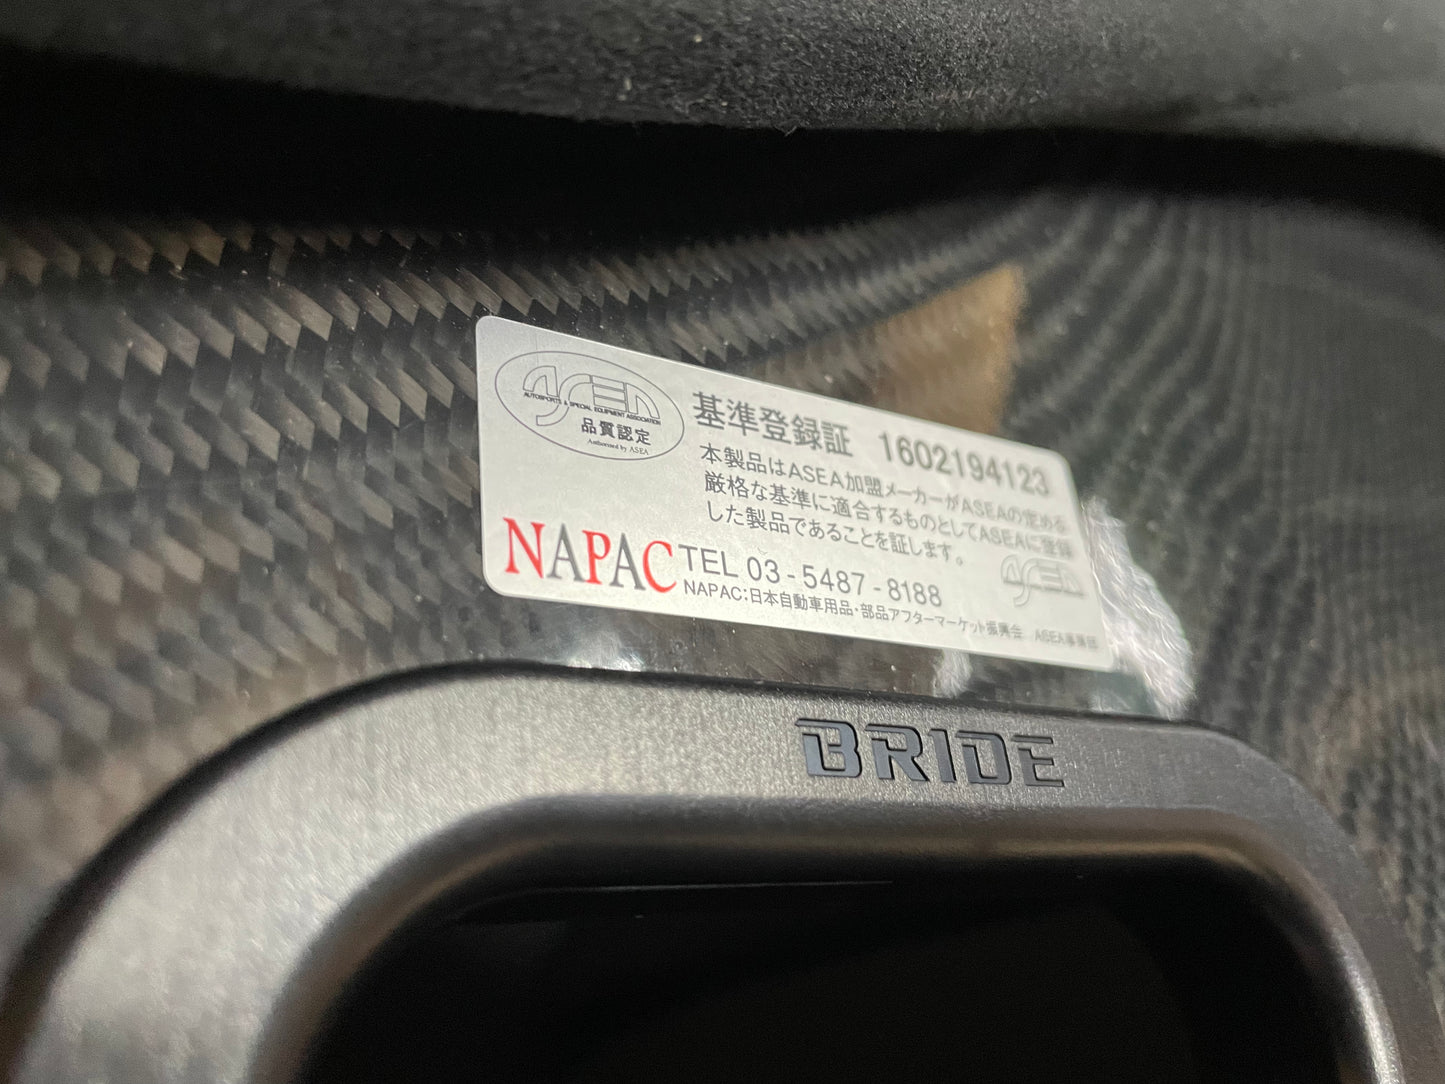 ASEA
AUTOSPORTS & SPECIAL EQUIPMENT ASSOCIATION
品質認定
Authorized by ASEA
基準登録証 1602194123
本製品はASEA加盟メーカーがASEAの定める
厳格な基準に適合するものとしてASEAに登録
した製品であることを証します。
NAPAC TEL 03-5487-8188
ASEA
NAPAC:日本自動車用品・部品アフターマーケット振興会 ASEA事業部
BRIDE